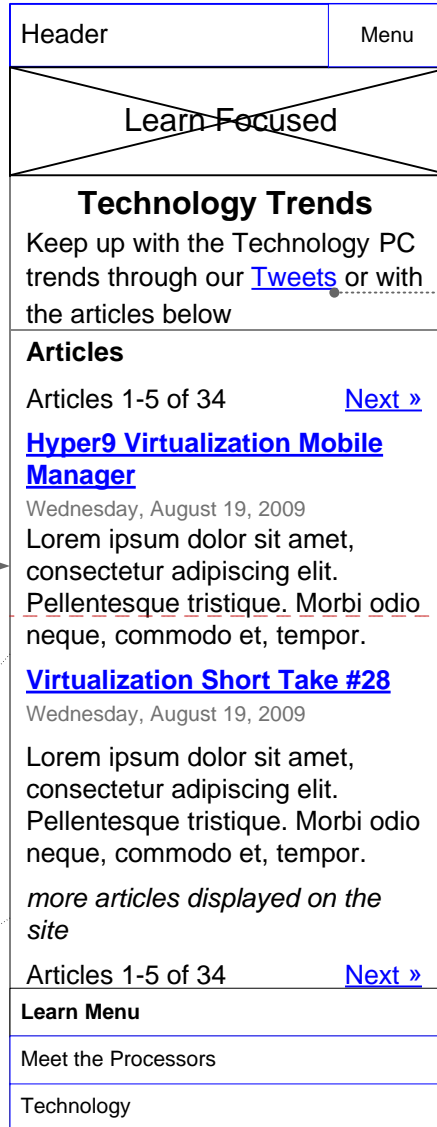 Header
Menu
Learn Focused
Technology Trends
Keep up with the Technology PC
trends through our Tweets or with
the articles below
Articles
Articles 1-5 of 34 Next »
Hyper9 Virtualization Mobile
Manager
Wednesday, August 19, 2009
Lorem ipsum dolor sit amet,
consectetur adipiscing elit.
Pellentesque tristique. Morbi odio
neque, commodo et, tempor.
Virtualization Short Take #28
Wednesday, August 19, 2009
Lorem ipsum dolor sit amet,
consectetur adipiscing elit.
Pellentesque tristique. Morbi odio
neque, commodo et, tempor.
more articles displayed on the
site
Articles 1-5 of 34 Next »
Learn Menu
Meet the Processors
Technology